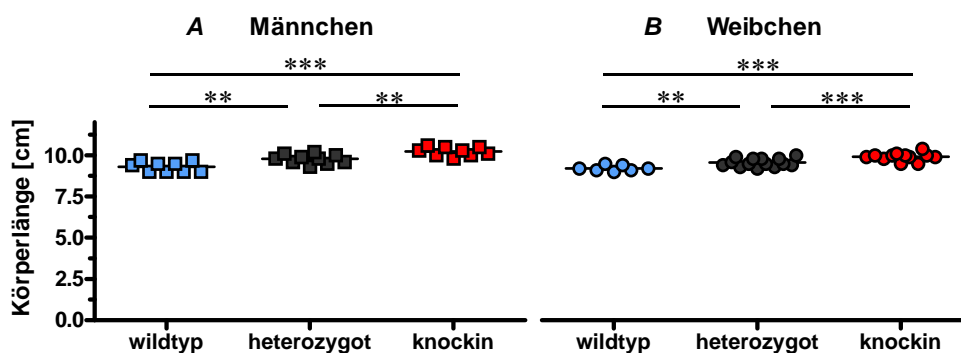 A Männchen
B Weibchen
***
***
** **
** ***
Körperlänge [cm]
10.0
7.5
5.0
2.5
0.0
wildtyp heterozygot knockin
wildtyp heterozygot knockin